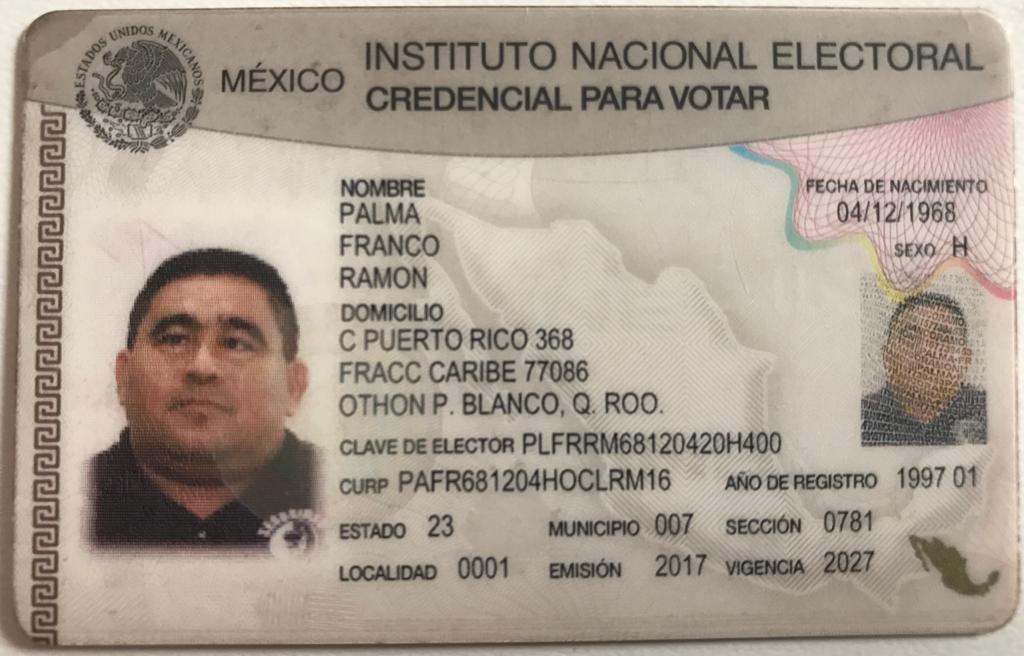 ESTADOS UNIDOS MEXICANOS
MÉXICO
INSTITUTO NACIONAL ELECTORAL
CREDENCIAL PARA VOTAR
NOMBRE
PALMA
FRANCO
RAMON
FECHA DE NACIMIENTO
04/12/1968
SEXO H
DOMICILIO
C PUERTO RICO 368
FRACC CARIBE 77086
OTHON P. BLANCO, Q. ROO.
CLAVE DE ELECTOR PLFRRM68120420H400
CURP PAFR681204HOCLRM16 AÑO DE REGISTRO 1997 01
ESTADO 23 MUNICIPIO 007 SECCIÓN 0781
LOCALIDAD 0001 EMISIÓN 2017 VIGENCIA 2027